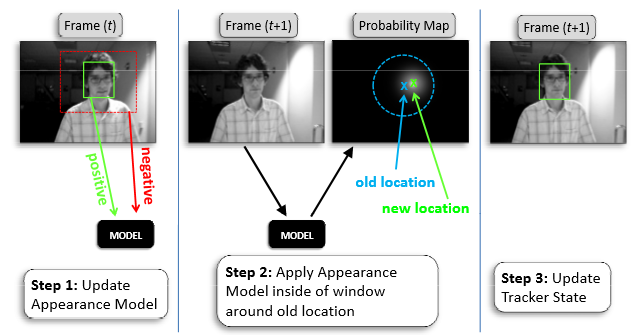 Frame (t)
Frame (t+1)
Probability Map
Frame (t+1)
positive
negative
old location
new location
MODEL
MODEL
Step 1: Update
Appearance Model
Step 2: Apply Appearance
Model inside of window
around old location
Step 3: Update
Tracker State